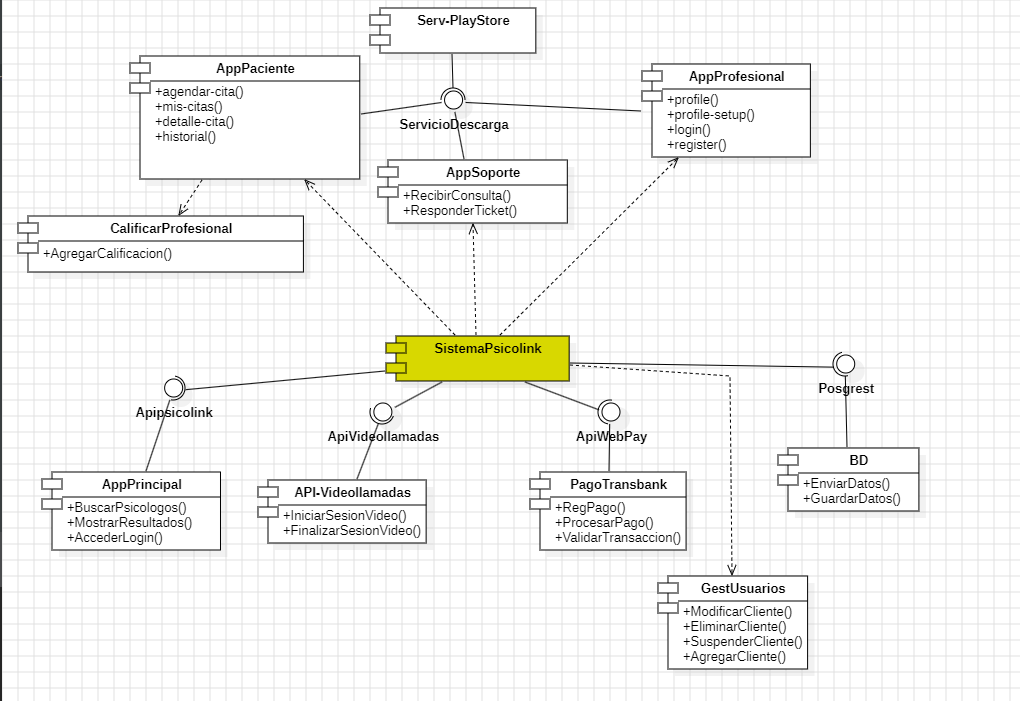 Serv-PlayStore
AppPaciente
+agendar-cita()
+mis-citas()
+detalle-cita()
+historial()
AppProfesional
+profile()
+profile-setup()
+login()
+register()
ServicioDescarga
AppSoporte
+RecibirConsulta()
+ResponderTicket()
CalificarProfesional
+AgregarCalificacion()
SistemaPsicolink
Apipsicolink
ApiVideollamadas
ApiWebPay
Posgrest
AppPrincipal
+BuscarPsicologos()
+MostrarResultados()
+AccederLogin()
API-Videollamadas
+IniciarSesionVideo()
+FinalizarSesionVideo()
PagoTransbank
+RegPago()
+ProcesarPago()
+ValidarTransaccion()
BD
+EnviarDatos()
+GuardarDatos()
GestUsuarios
+ModificarCliente()
+EliminarCliente()
+SuspenderCliente()
+AgregarCliente()